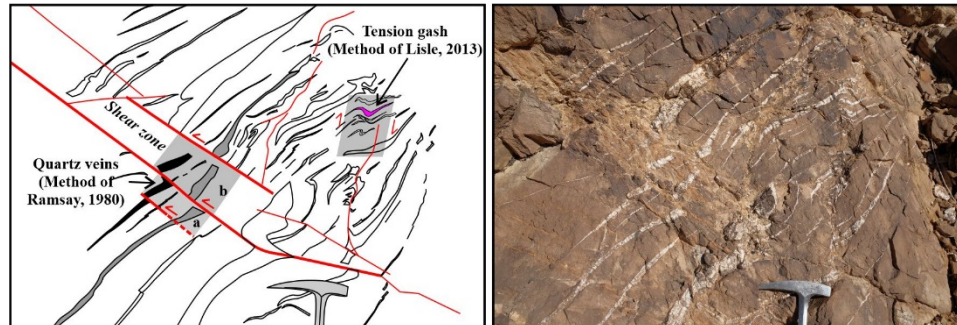 Tension gash
(Method of Lisle, 2013)
Shear zone
Quartz veins
(Method of
Ramsay, 1980)
b
a